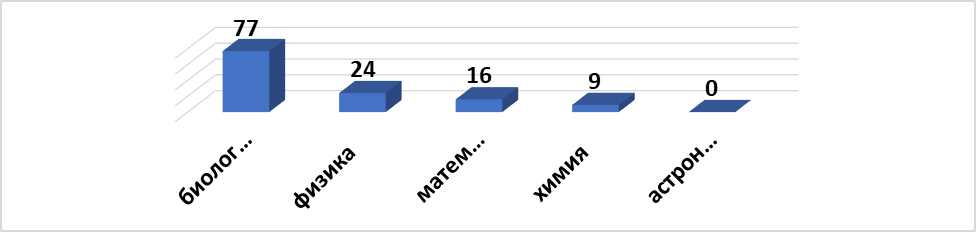 77
24
16
9
0
биолог...
физика
матем...
химия
астрон...